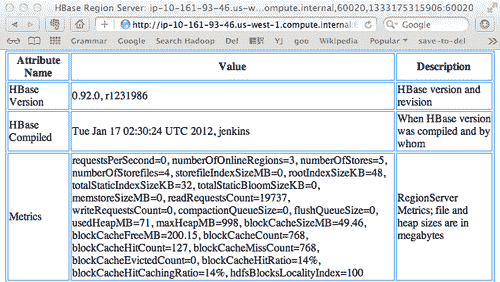 HBase Region Server: ip-10-161-93-46.us-w...ompute.internal,60020,1333175315906:60020
http://ip-10-161-93-46.us-west-1.compute.internal:6
Grammar Google Search Hadoop Del 翻訳 Yj goo Wikipedia Popular save-to-del
Attribute Name Value Description
HBase Version 0.92.0, r1231986 HBase version and revision
HBase Compiled Tue Jan 17 02:30:24 UTC 2012, jenkins When HBase version was compiled and by whom
Metrics
requestsPerSecond=0, numberOfOnlineRegions=3, numberOfStores=5,
numberOfStorefiles=4, storefileIndexSizeMB=0, rootIndexSizeKB=48,
totalStaticIndexSizeKB=32, totalStaticBloomSizeKB=0,
memstoreSizeMB=0, readRequestsCount=19737,
writeRequestsCount=0, compactionQueueSize=0, flushQueueSize=0,
usedHeapMB=71, maxHeapMB=998, blockCacheSizeMB=49.46,
blockCacheFreeMB=200.15, blockCacheCount=768,
blockCacheHitCount=127, blockCacheMissCount=768,
blockCacheEvictedCount=0, blockCacheHitRatio=14%,
blockCacheHitCachingRatio=14%, hdfsBlocksLocalityIndex=100
RegionServer
Metrics; file and
heap sizes are in
megabytes